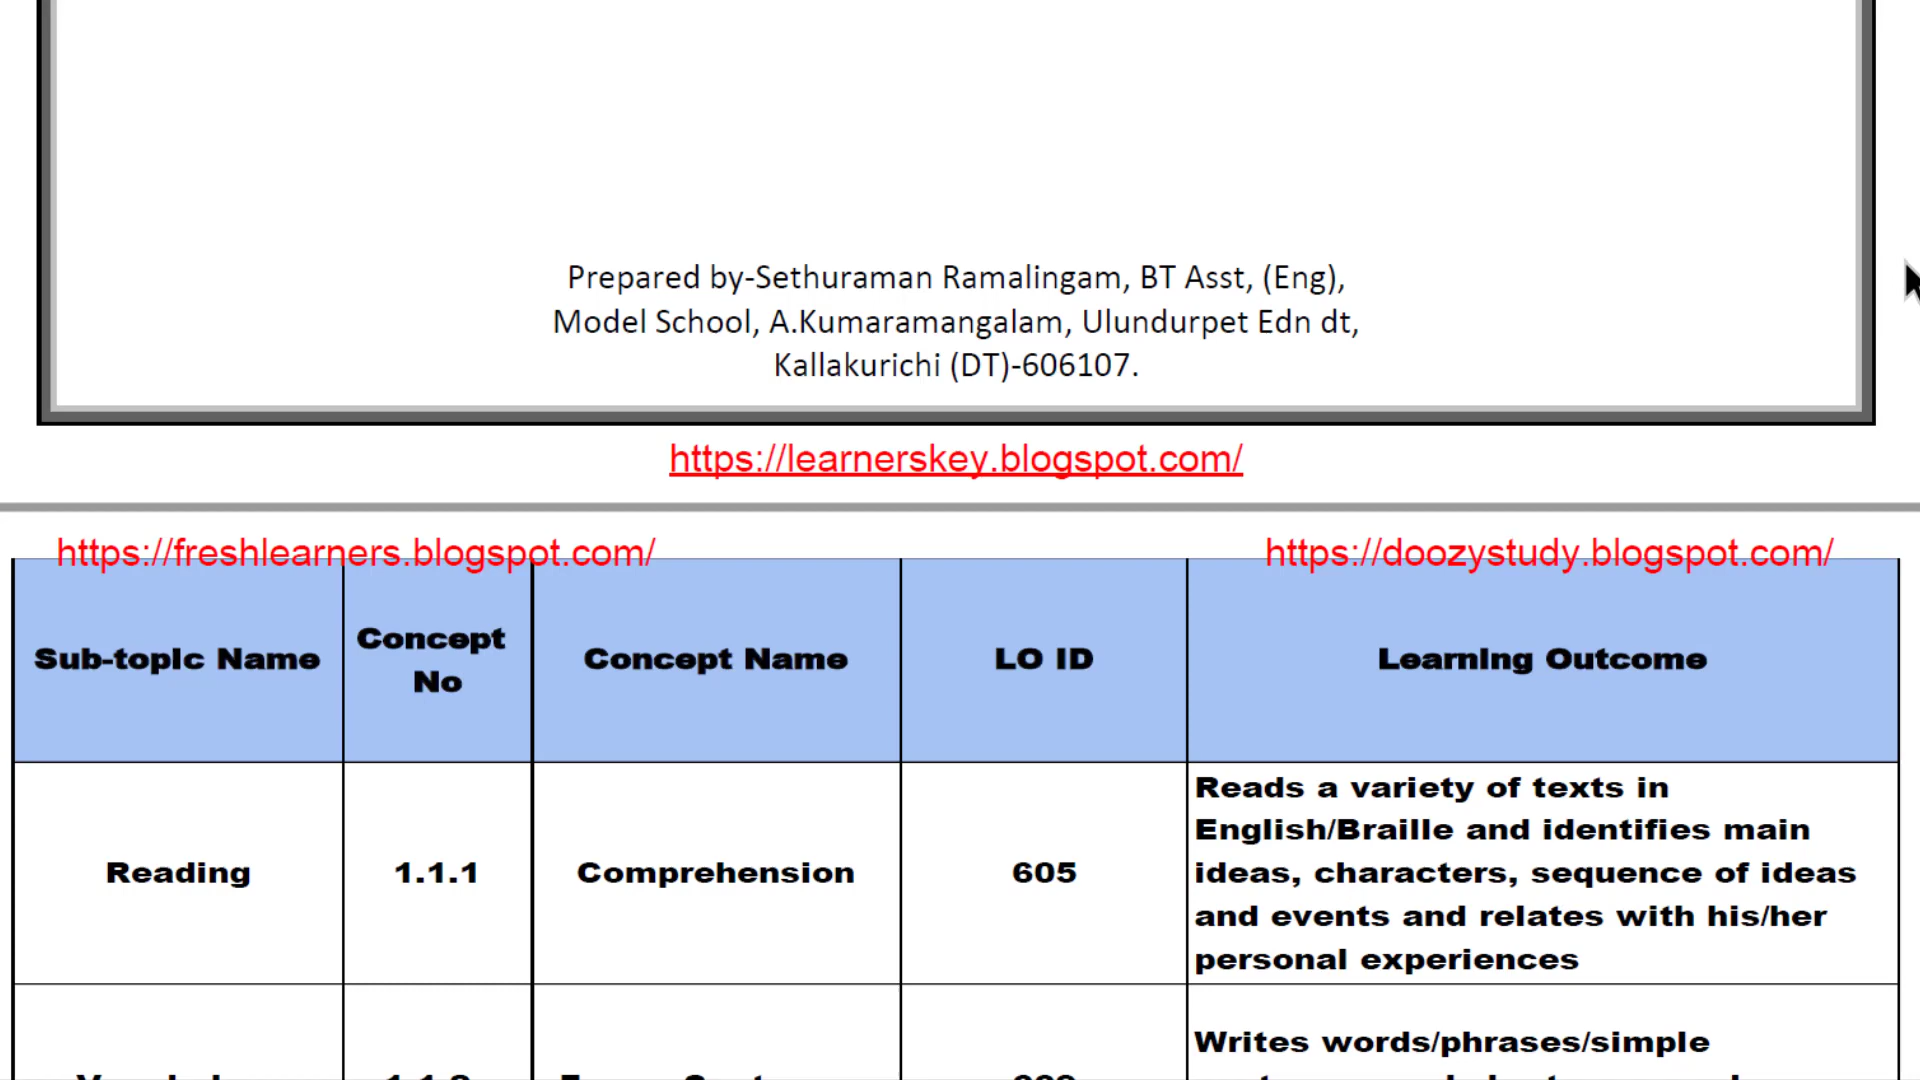 Prepared by-Sethuraman Ramalingam, BT Asst, (Eng),
Model School, A.Kumaramangalam, Ulundurpet Edn dt,
Kallakurichi (DT)-606107.
https://learnerskey.blogspot.com/
https://freshlearners.blogspot.com/
https://doozystudy.blogspot.com/
Sub-topic Name
Concept
No
Concept Name
LO ID
Learning Outcome
Reading
1.1.1
Comprehension
605
Reads a variety of texts in
English/Braille and identifies main
ideas, characters, sequence of ideas
and events and relates with his/her
personal experiences
Writes words/phrases/simple